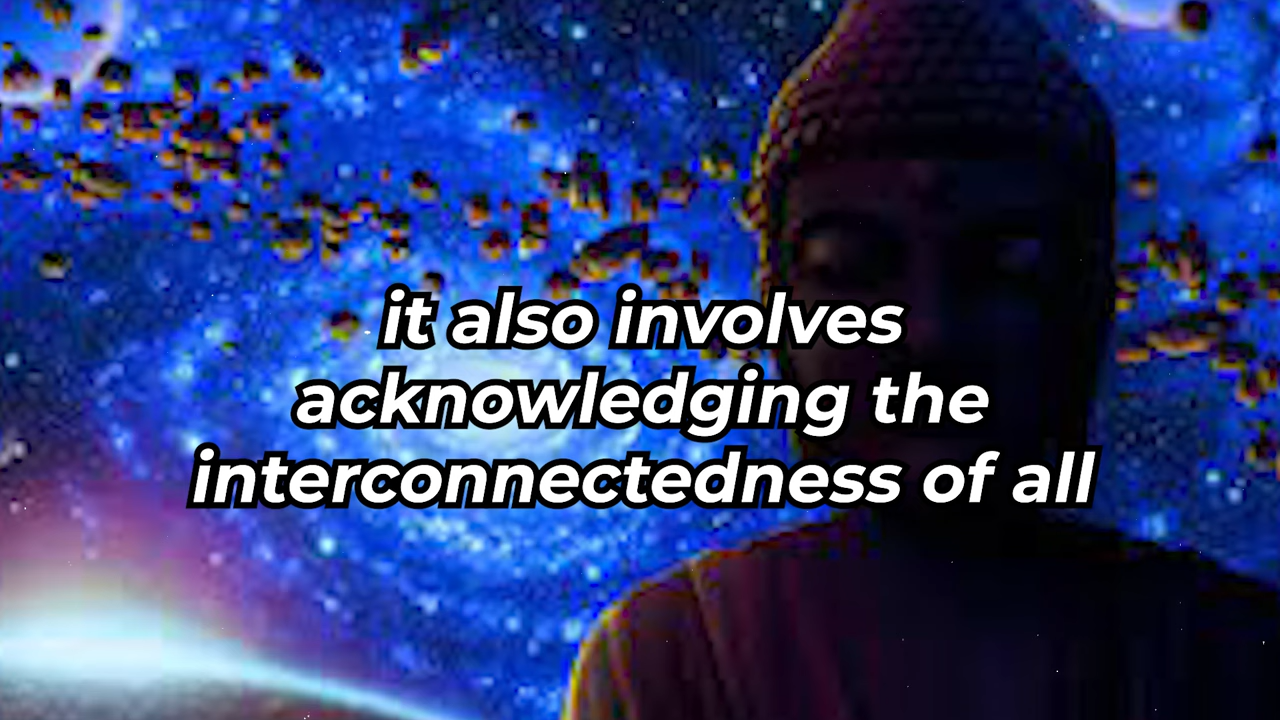 it also involves
acknowledging the
interconnectedness of all